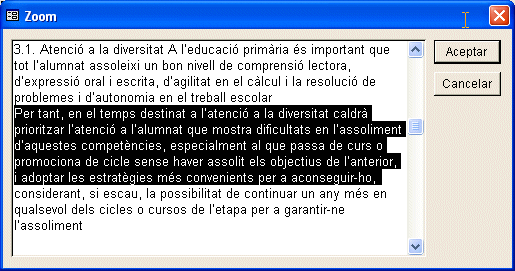 Zoom
3.1. Atenció a la diversitat A l'educació primària és important que
tot l'alumnat assoleixi un bon nivell de comprensió lectora,
d'expressió oral i escrita, d'agilitat en el càlcul i la resolució de
problemes i d'autonomia en el treball escolar
Per tant, en el temps destinat a l'atenció a la diversitat caldrà
prioritzar l'atenció a l'alumnat que mostra dificultats en l'assoliment
d'aquestes competències, especialment al que passa de curs o
promociona de cicle sense haver assolit els objectius de l'anterior,
i adoptar les estratègies més convenients per a aconseguir-ho,
considerant, si escau, la possibilitat de continuar un any més en
qualsevol dels cicles o cursos de l'etapa per a garantir-ne
l'assoliment
Aceptar
Cancelar